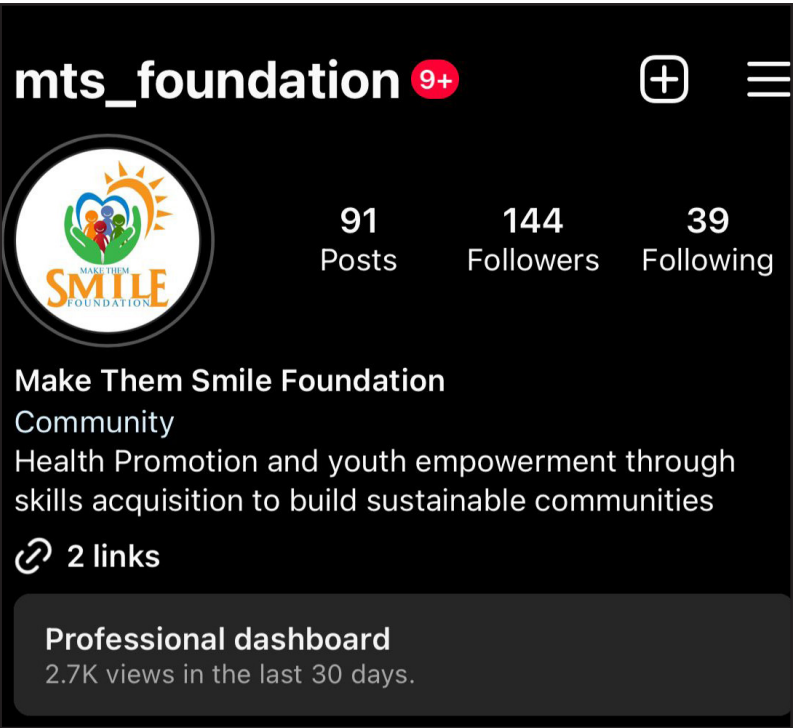 mts_foundation 9+
MAKE THEM
SMILE
FOUNDATION
91 144 39
Posts Followers Following
Make Them Smile Foundation
Community
Health Promotion and youth empowerment through
skills acquisition to build sustainable communities
2 links
Professional dashboard
2.7K views in the last 30 days.